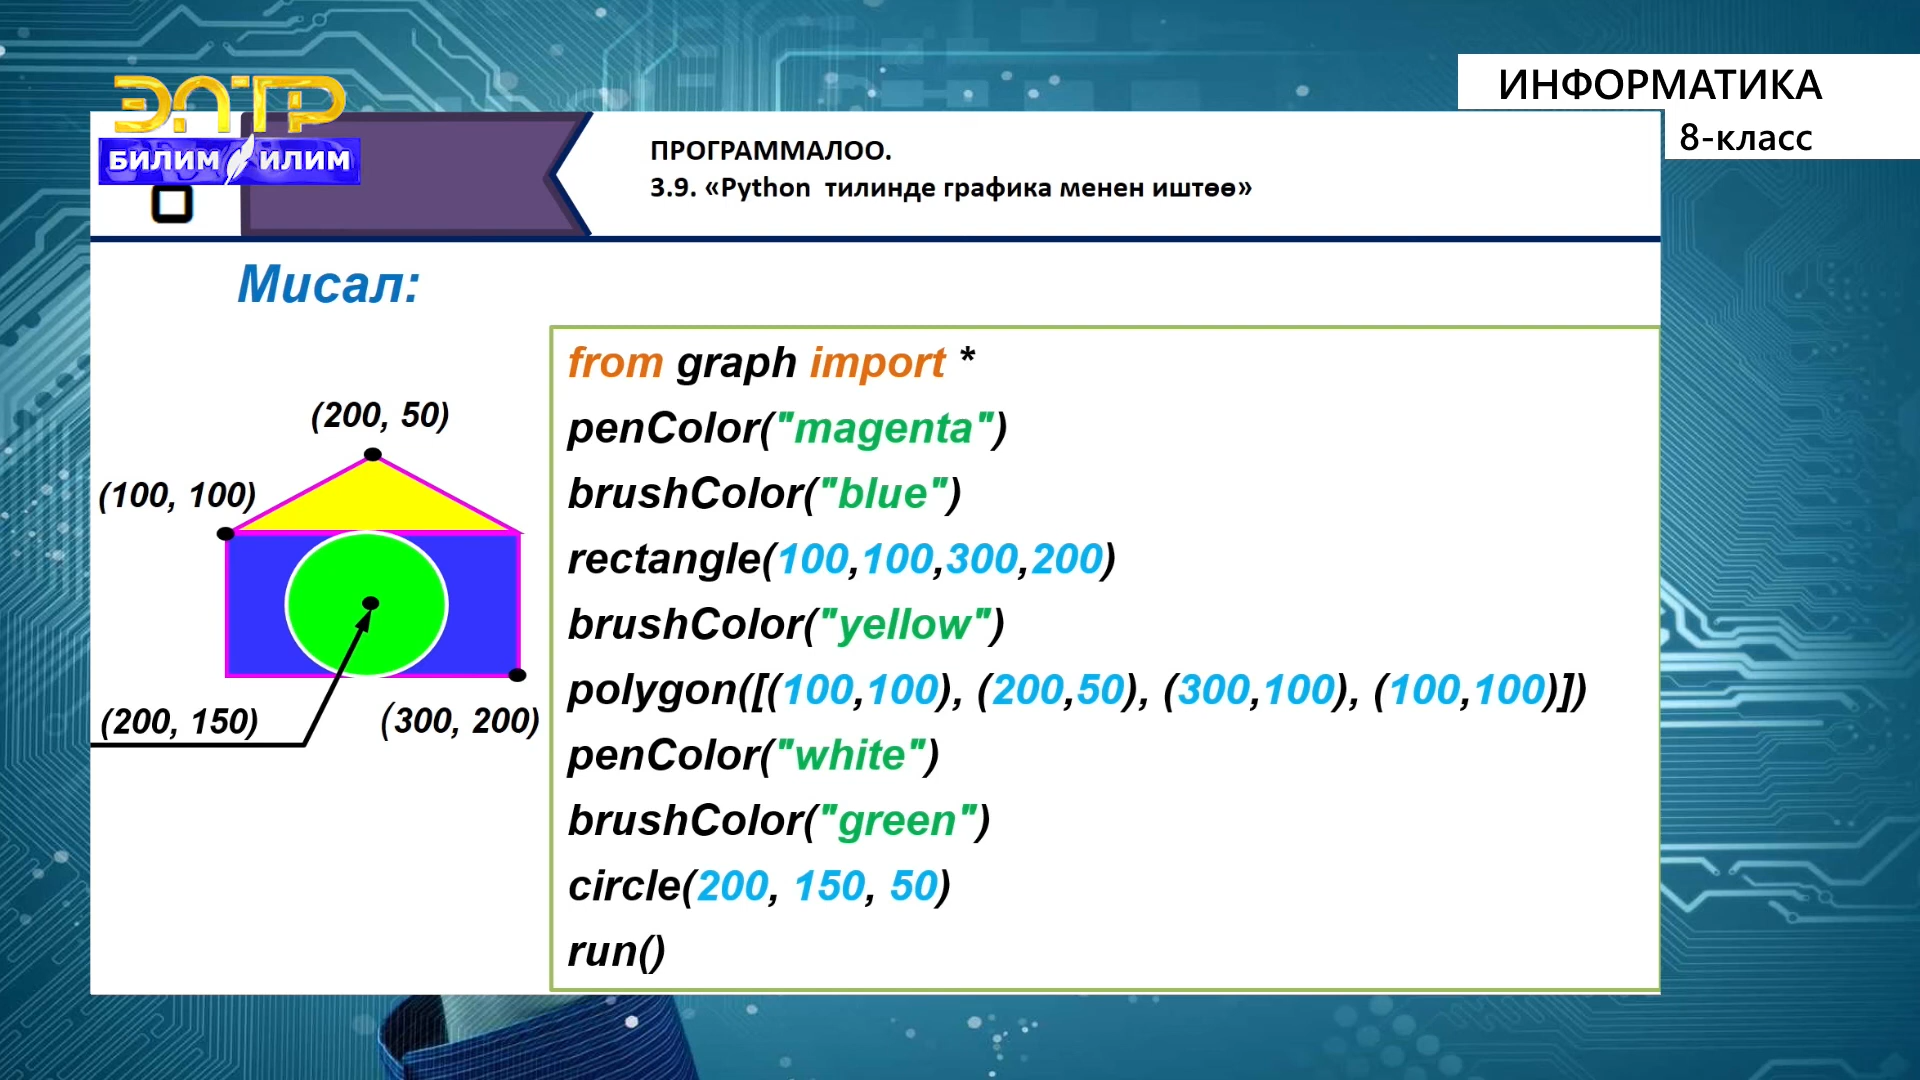 ЭЛТР
БИЛИМ ИЛИМ
ИНФОРМАТИКА
8-класс
ПРОГРАММАЛОО.
3.9. «Python тилинде графика менен иштөө»
Мисал:
(200, 50)
(100, 100)
(200, 150)
(300, 200)
from graph import *
penColor("magenta")
brushColor("blue")
rectangle(100,100,300,200)
brushColor("yellow")
polygon([(100,100), (200,50), (300,100), (100,100)])
penColor("white")
brushColor("green")
circle(200, 150, 50)
run()